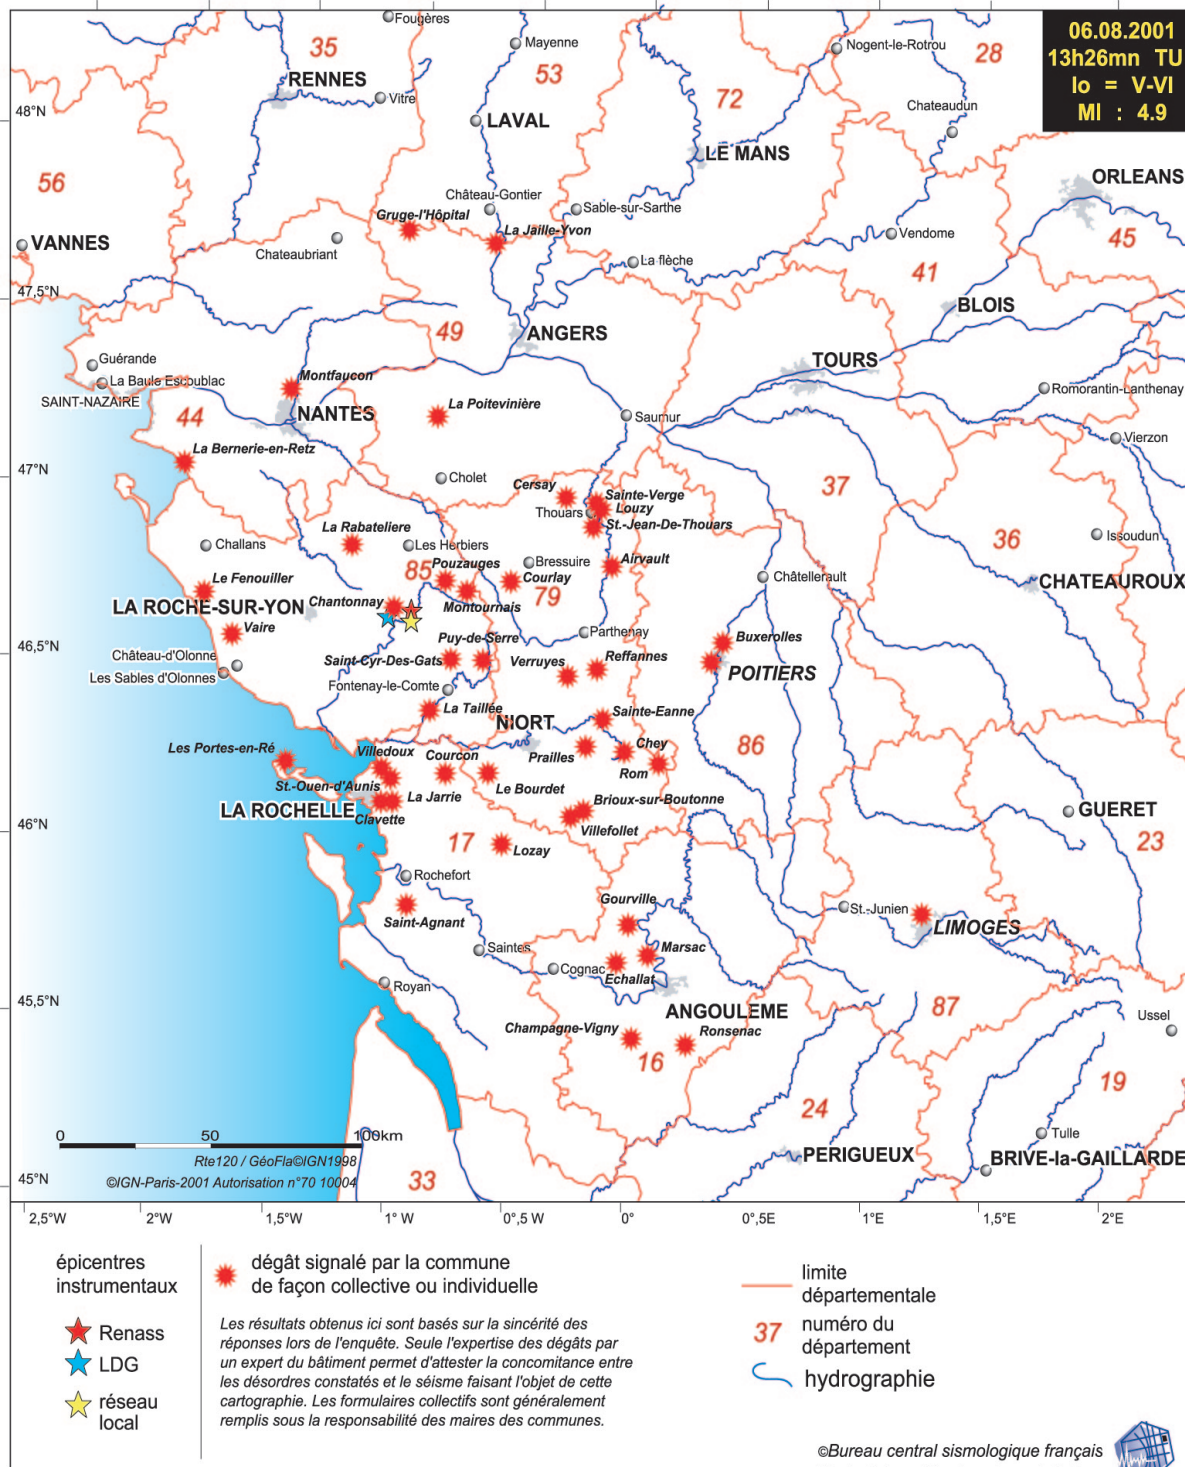 06.08.2001
13h26mn TU
Io = V-VI
Ml : 4.9
Fougères
35
Mayenne
Nogent-le-Rotrou
28
53
RENNES
Vitre
72
Chateaudun
48°N
LAVAL
LE MANS
56
ORLEANS
Château-Gontier
Sable-sur-Sarthe
Gruge-l'Hôpital
La Jaille-Yvon
VANNES
Chateaubriant
Vendome
45
La flèche
41
47,5°N
BLOIS
49
ANGERS
Guérande
TOURS
La Baule Escoublac
Montfaucon
Romorantin-Lanthenay
SAINT-NAZAIRE
La Poitevinière
44
NANTES
Saumur
Vierzon
La Bernerie-en-Retz
47°N
Cholet
Cersay
37
Sainte-Verge
Thouars
Louzy
La Rabateliere
St.-Jean-De-Thouars
Challans
Les Herbiers
36
Issoudun
Airvault
85
Pouzauges
Bressuire
Le Fenouiller
Courlay
Châtellerault
CHATEAUROUX
79
LA ROCHE-SUR-YON
Chantonnay
Montournais
Vaire
Puy-de-Serre
Parthenay
Buxerolles
46,5°N
Château-d'Olonne
Saint-Cyr-Des-Gats
Verruyes
Reffannes
POITIERS
Les Sables d'Olonnes
Fontenay-le-Comte
La Taillée
Sainte-Eanne
NIORT
Les Portes-en-Ré
Villedoux
Courcon
Prailles
Chey
86
Rom
St.-Ouen-d'Aunis
La Jarrie
Le Bourdet
Brioux-sur-Boutonne
LA ROCHELLE
Clavette
Villefollet
GUERET
46°N
17
Lozay
23
Rochefort
Gourville
Saint-Agnant
St.-Junien
LIMOGES
Saintes
Marsac
Cognac
Echallat
Royan
45,5°N
ANGOULEME
87
Ussel
Champagne-Vigny
Ronsenac
16
19
24
0 50 100km
Tulle
Rte120 / GéoFla©IGN1998
PERIGUEUX
BRIVE-la-GAILLARDE
45°N
©IGN-Paris-2001 Autorisation n°70 10004
33
2,5°W 2°W 1,5°W 1°W 0°,5 W 0° 0°,5E 1°E 1,5°E 2°E
épicentres
instrumentaux
Renass
LDG
réseau
local
dégât signalé par la commune
de façon collective ou individuelle
Les résultats obtenus ici sont basés sur la sincérité des
réponses lors de l'enquête. Seule l'expertise des dégâts par
un expert du bâtiment permet d'attester la concomitance entre
les désordres constatés et le séisme faisant l'objet de cette
cartographie. Les formulaires collectifs sont généralement
remplis sous la responsabilité des maires des communes.
limite
départementale
37 numéro du
département
hydrographie
©Bureau central sismologique français